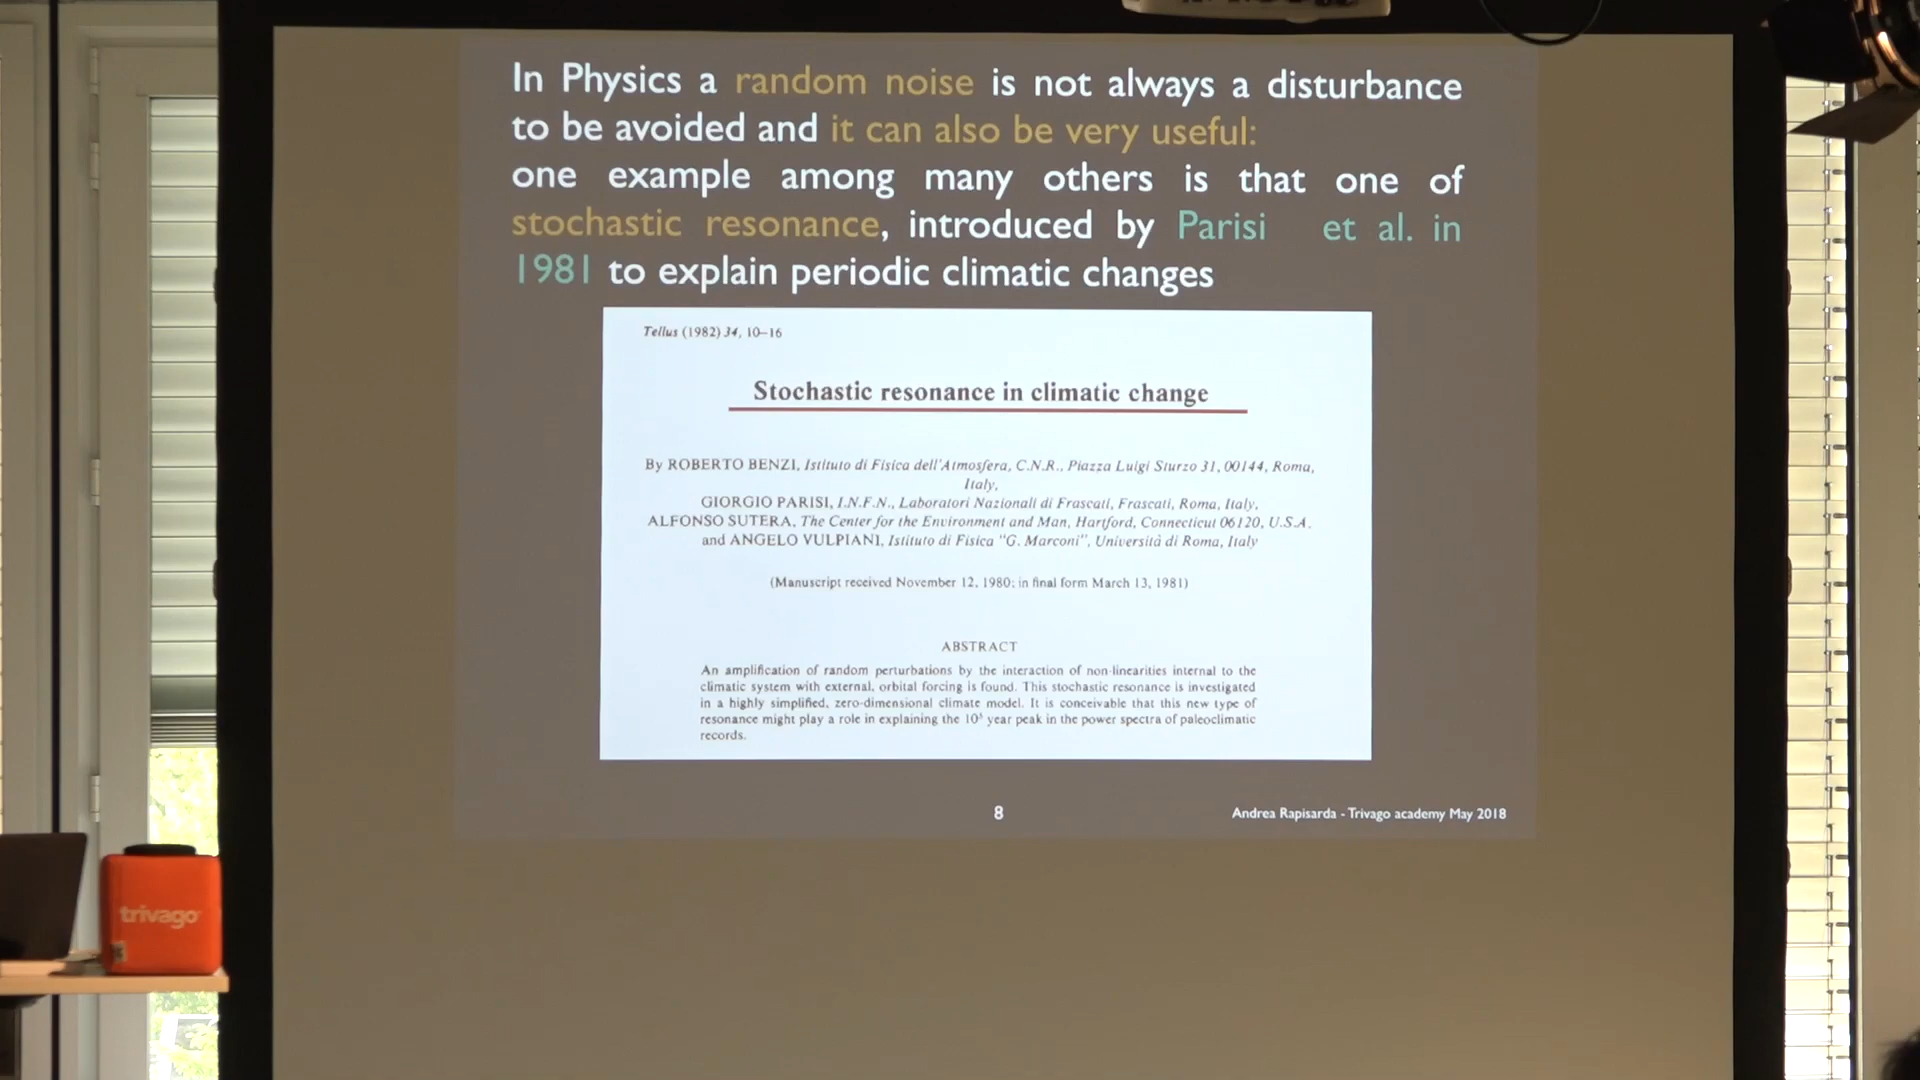 In Physics a random noise is not always a disturbance
to be avoided and it can also be very useful:
one example among many others is that one of
stochastic resonance, introduced by Parisi et al. in
1981 to explain periodic climatic changes
Tellus (1982) 34, 10–16
Stochastic resonance in climatic change
By ROBERTO BENZI, Istituto di Fisica dell'Atmosfera, C.N.R., Piazza Luigi Sturzo 31, 00144, Roma,
Italy,
GIORGIO PARISI, I.N.F.N., Laboratori Nazionali di Frascati, Frascati, Roma, Italy,
ALFONSO SUTERA, The Center for the Environment and Man, Hartford, Connecticut 06120, U.S.A.
and ANGELO VULPIANI, Istituto di Fisica "G. Marconi", Università di Roma, Italy
(Manuscript received November 12, 1980; in final form March 13, 1981)
ABSTRACT
An amplification of random perturbations by the interaction of non-linearities internal to the
climatic system with external, orbital forcing is found. This stochastic resonance is investigated
in a highly simplified, zero-dimensional climate model. It is conceivable that this new type of
resonance might play a role in explaining the 10⁵ year peak in the power spectra of paleoclimatic
records.
8
Andrea Rapisarda - Trivago academy May 2018
trivago